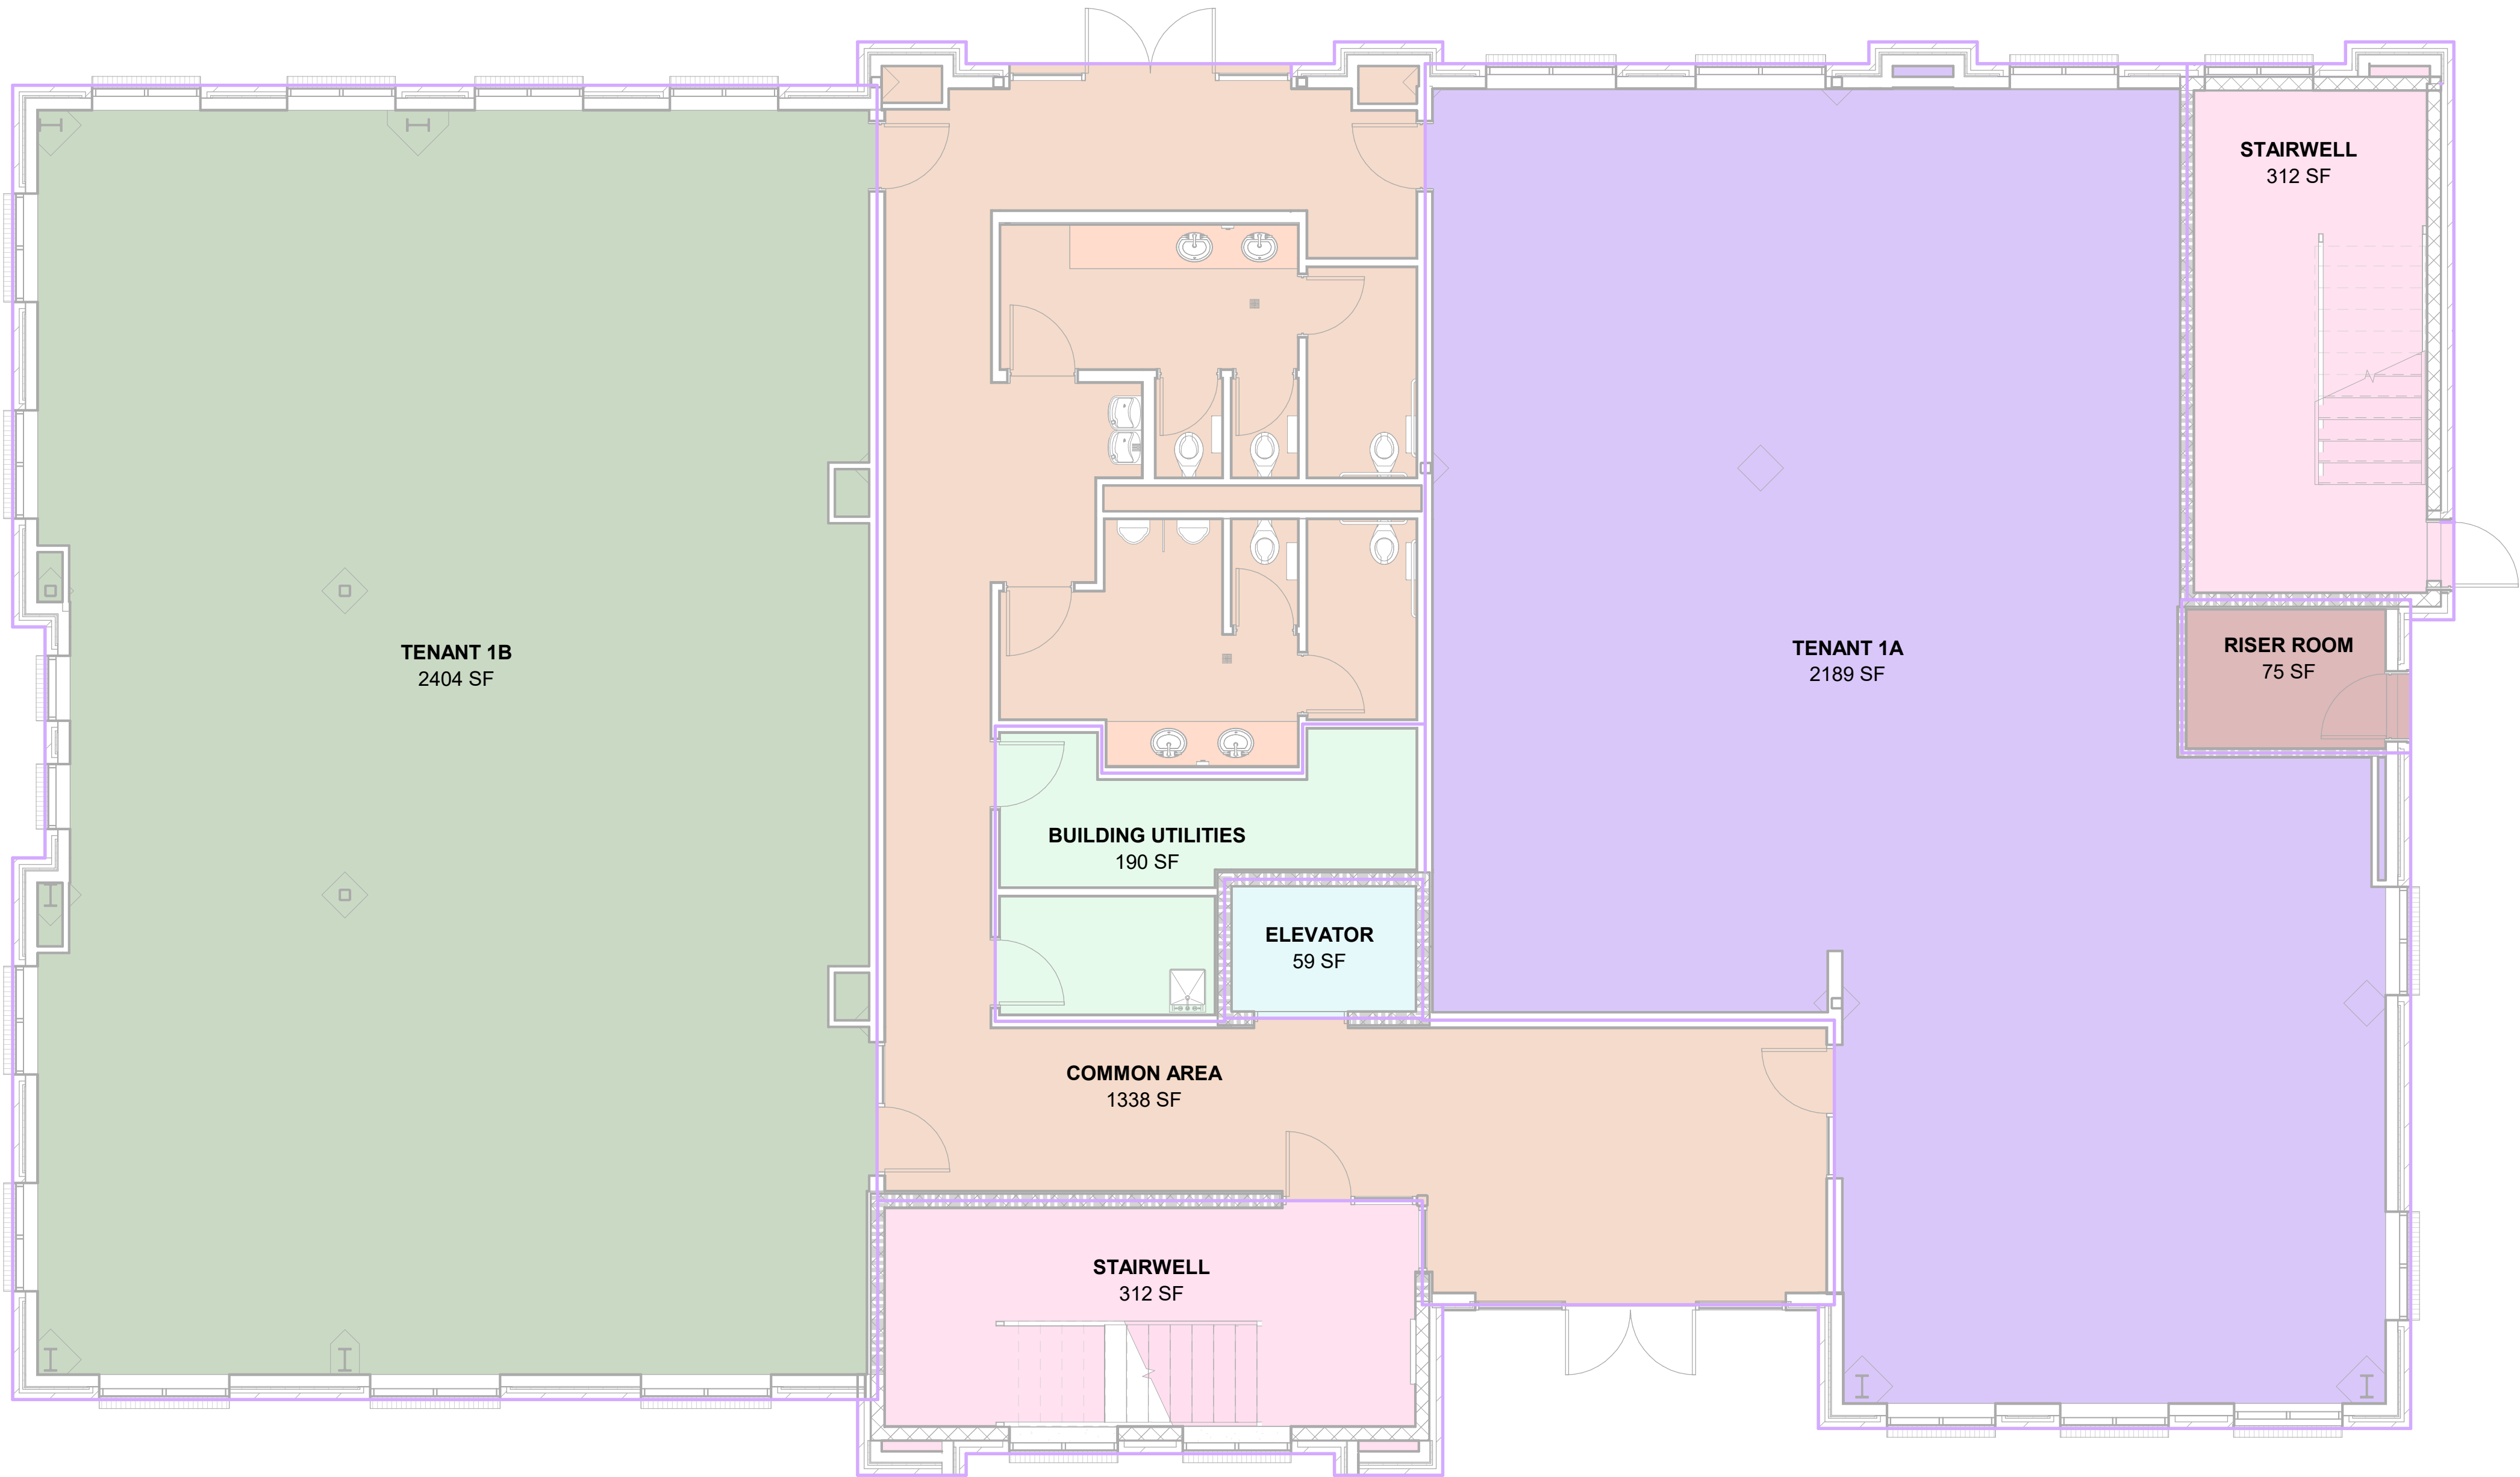 STAIRWELL
312 SF
TENANT 1B
2404 SF
TENANT 1A
2189 SF
RISER ROOM
75 SF
BUILDING UTILITIES
190 SF
ELEVATOR
59 SF
COMMON AREA
1338 SF
STAIRWELL
312 SF